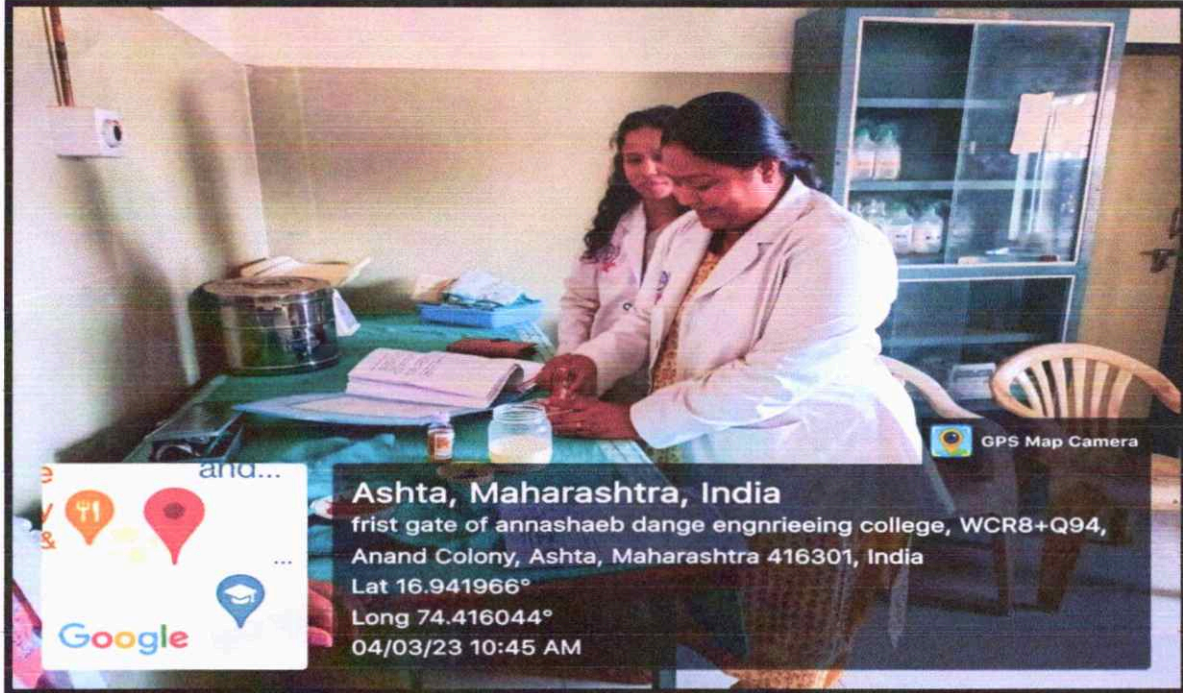 GPS Map Camera
and...
e
y
&
...
Google
Ashta, Maharashtra, India
frist gate of annashaeb dange engnrieeing college, WCR8+Q94,
Anand Colony, Ashta, Maharashtra 416301, India
Lat 16.941966°
Long 74.416044°
04/03/23 10:45 AM